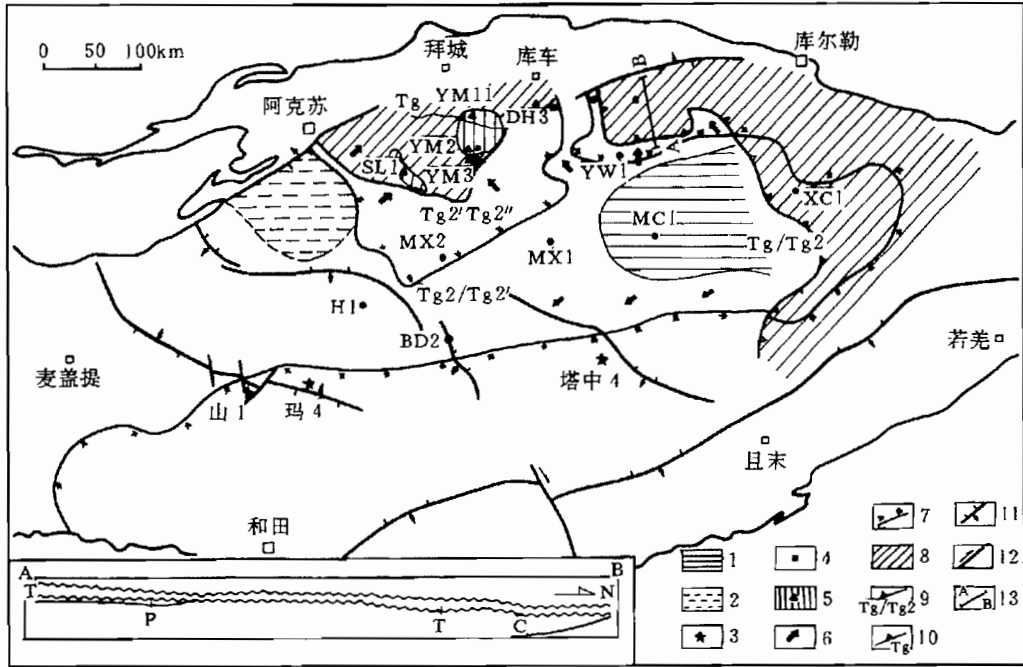 0 50 100km
拜城
库车
库尔勒
阿克苏
Tg
YM11
DH3
B
YM2
A
SL1
YM3
YW1
XC1
Tg2′Tg2″
MC1
MX2
MX1
Tg/Tg2
Tg2/Tg2′
H1
BD2
若羌
麦盖提
塔中4
山1
玛4
且末
和田
A
B
T
N
P
T
C
1
2
3
4
5
6
7
8
Tg/Tg2
9
Tg
10
11
12
A
B
13